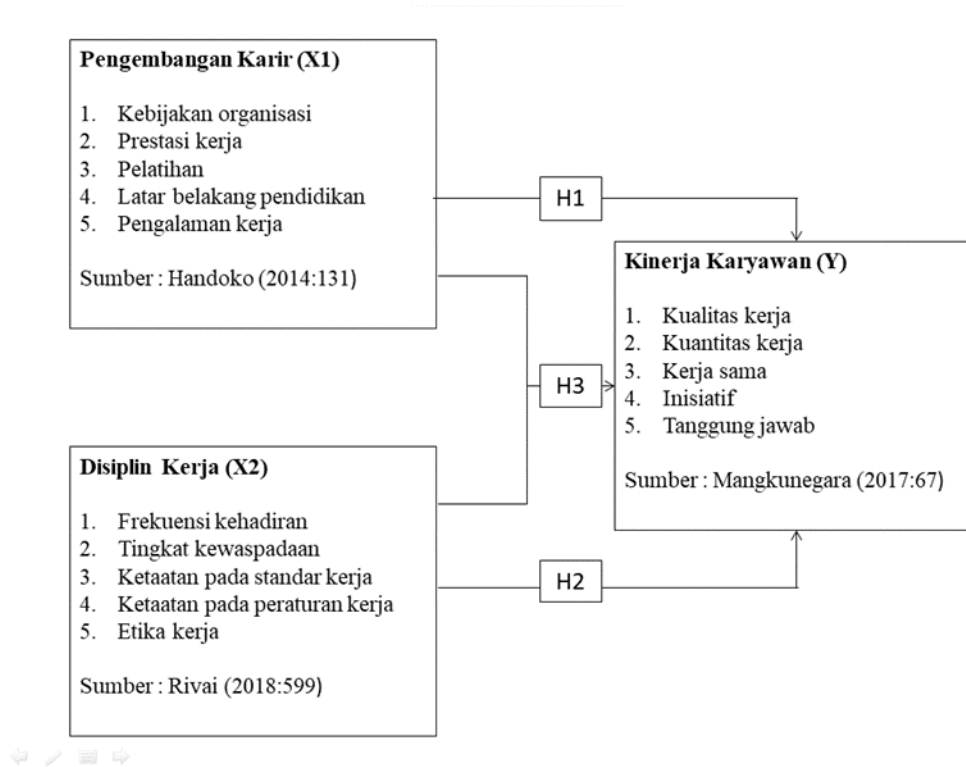 Pengembangan Karir (X1)
1. Kebijakan organisasi
2. Prestasi kerja
3. Pelatihan
4. Latar belakang pendidikan
5. Pengalaman kerja
Sumber : Handoko (2014:131)
H1
Kinerja Karyawan (Y)
1. Kualitas kerja
2. Kuantitas kerja
3. Kerja sama
4. Inisiatif
5. Tanggung jawab
Sumber : Mangkunegara (2017:67)
H3
Disiplin Kerja (X2)
1. Frekuensi kehadiran
2. Tingkat kewaspadaan
3. Ketaatan pada standar kerja
4. Ketaatan pada peraturan kerja
5. Etika kerja
Sumber : Rivai (2018:599)
H2